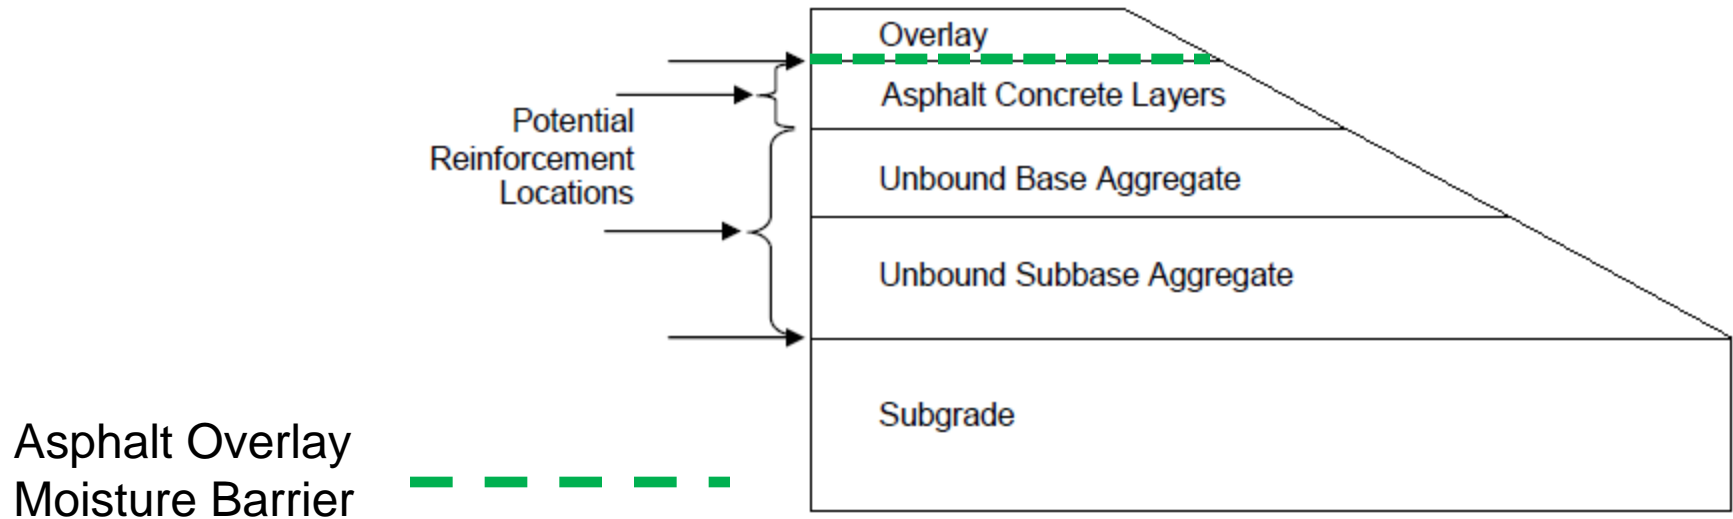 Overlay
Asphalt Concrete Layers
Potential
Reinforcement
Locations
Unbound Base Aggregate
Unbound Subbase Aggregate
Subgrade
Asphalt Overlay
Moisture Barrier